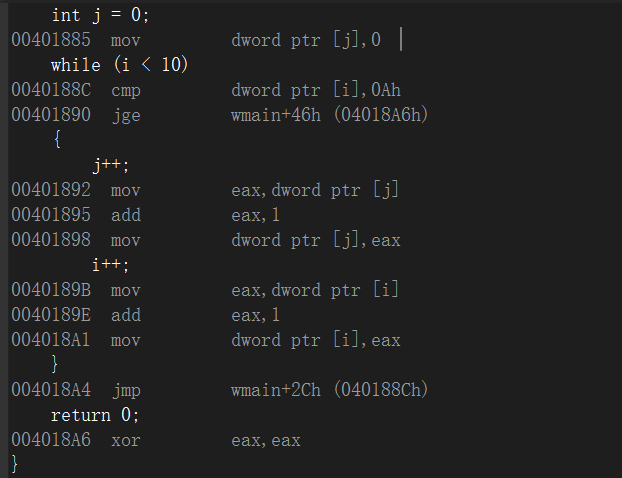 int j = 0;
00401885 mov dword ptr [j],0
while (i < 10)
0040188C cmp dword ptr [i],0Ah
00401890 jge wmain+46h (04018A6h)
{
j++;
00401892 mov eax,dword ptr [j]
00401895 add eax,1
00401898 mov dword ptr [j],eax
i++;
0040189B mov eax,dword ptr [i]
0040189E add eax,1
004018A1 mov dword ptr [i],eax
}
004018A4 jmp wmain+2Ch (040188Ch)
return 0;
004018A6 xor eax,eax
}